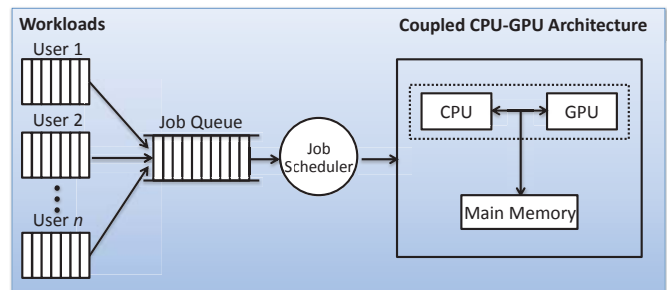 Workloads
Coupled CPU-GPU Architecture
User 1
User 2
User n
Job Queue
Job
Scheduler
CPU
GPU
Main Memory